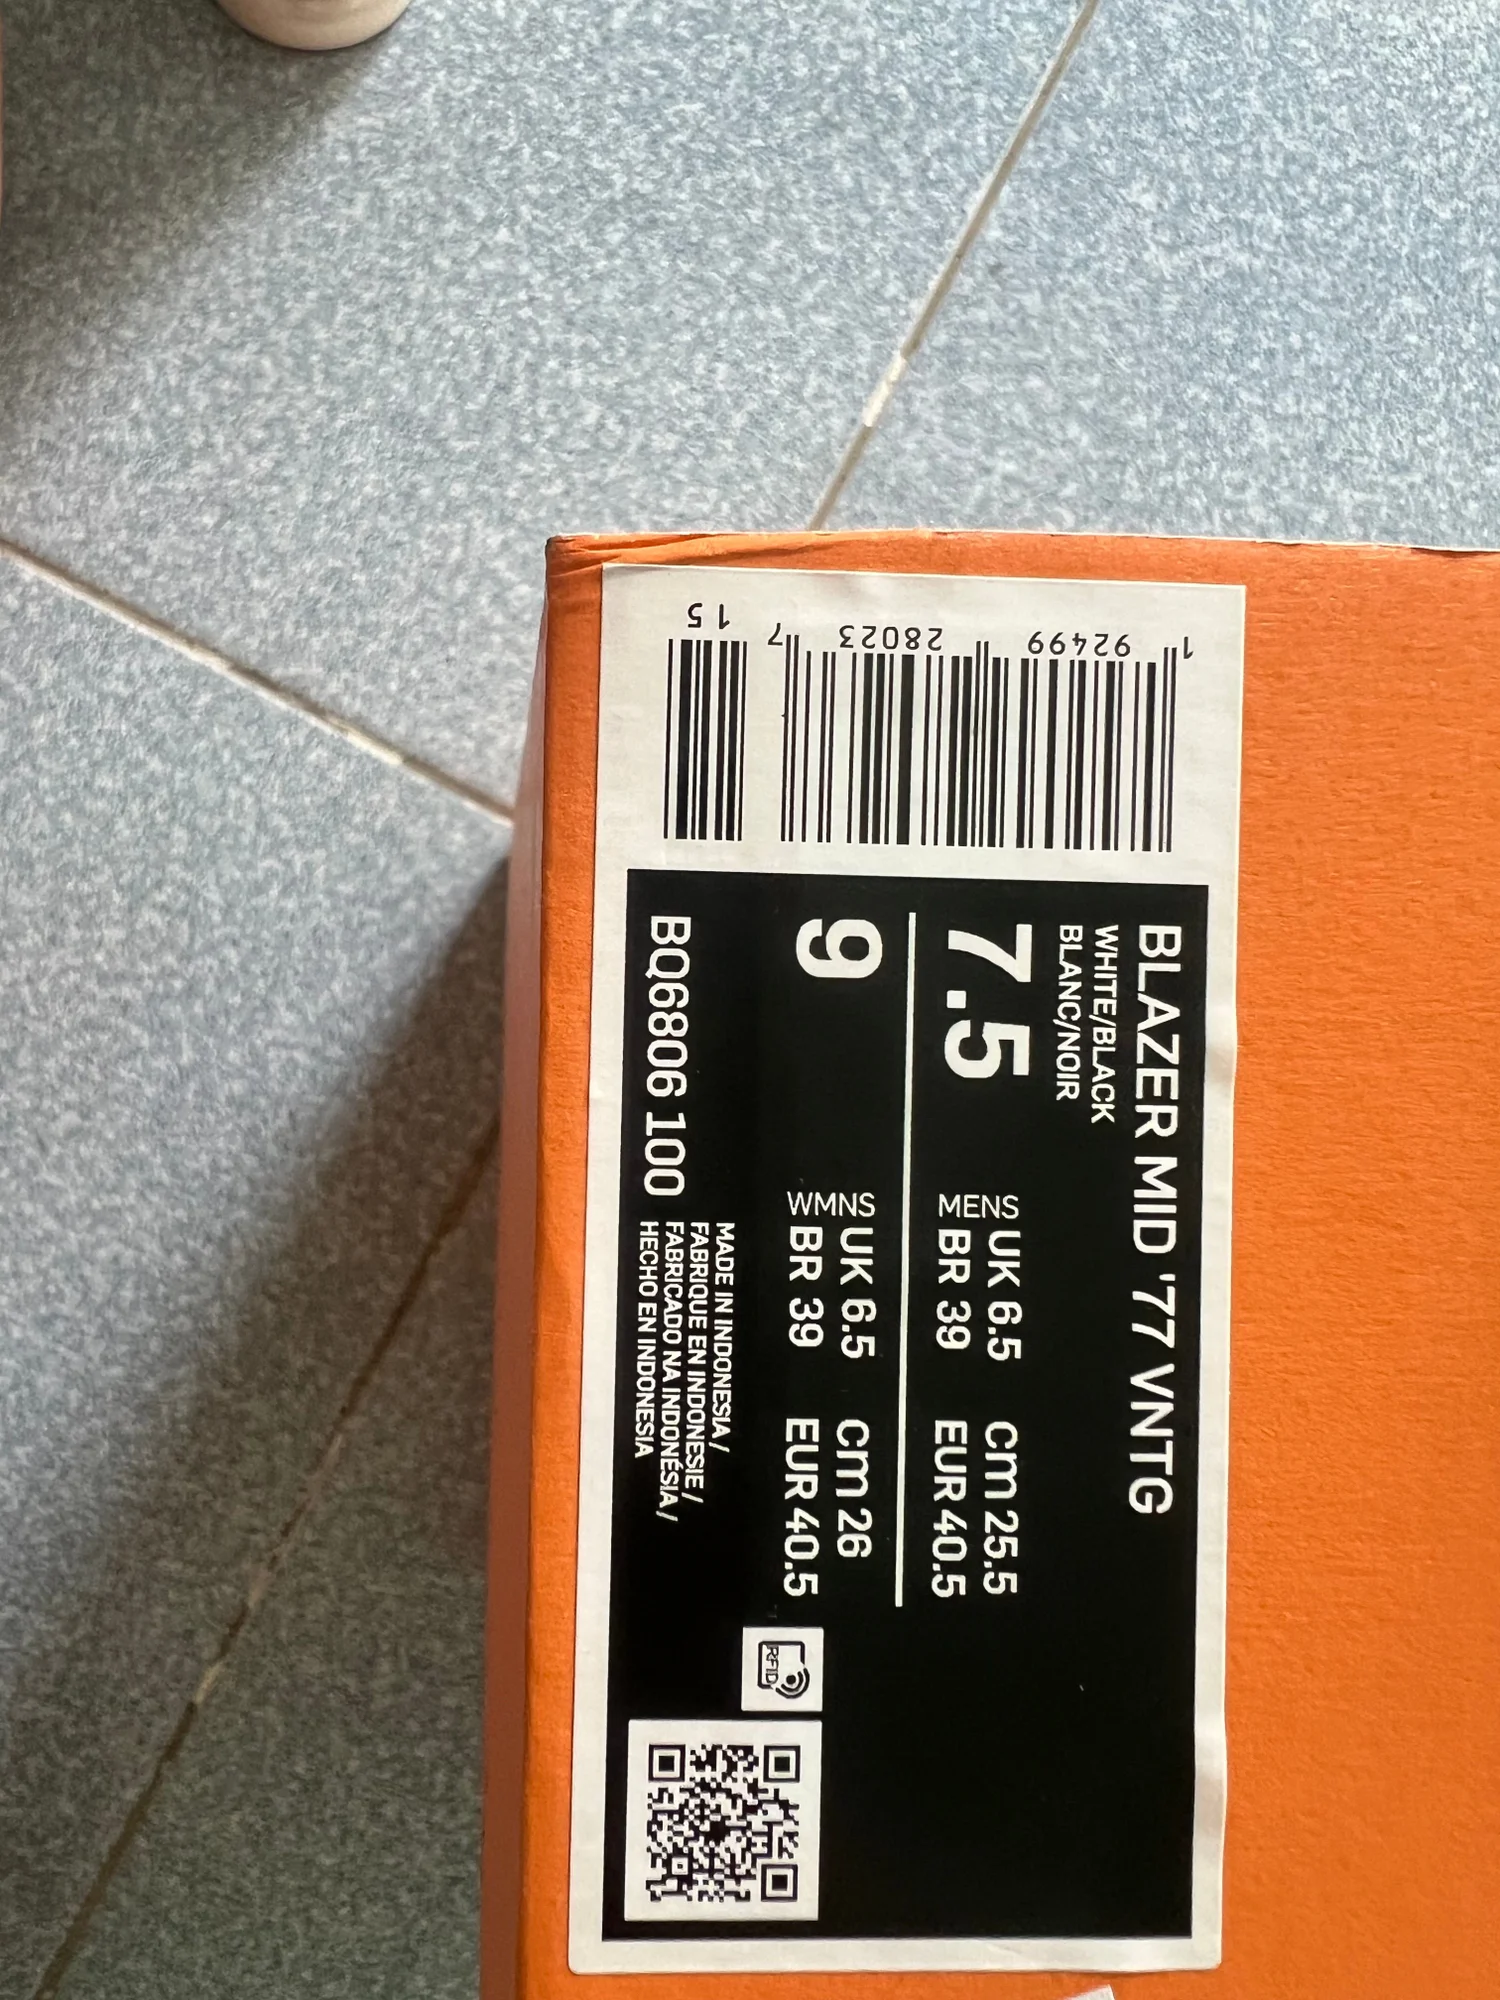 BLAZER MID '77 VNTG
WHITE/BLACK
BLANC/NOIR
7.5 MENS UK 6.5 cm 25.5
BR 39 EUR 40.5
9 WMNS UK 6.5 cm 26
BR 39 EUR 40.5
BQ6806 100
MADE IN INDONESIA /
FABRIQUE EN INDONESIE /
FABRICADO NA INDONÉSIA /
HECHO EN INDONESIA
RFID
1 92499 28023 7 15